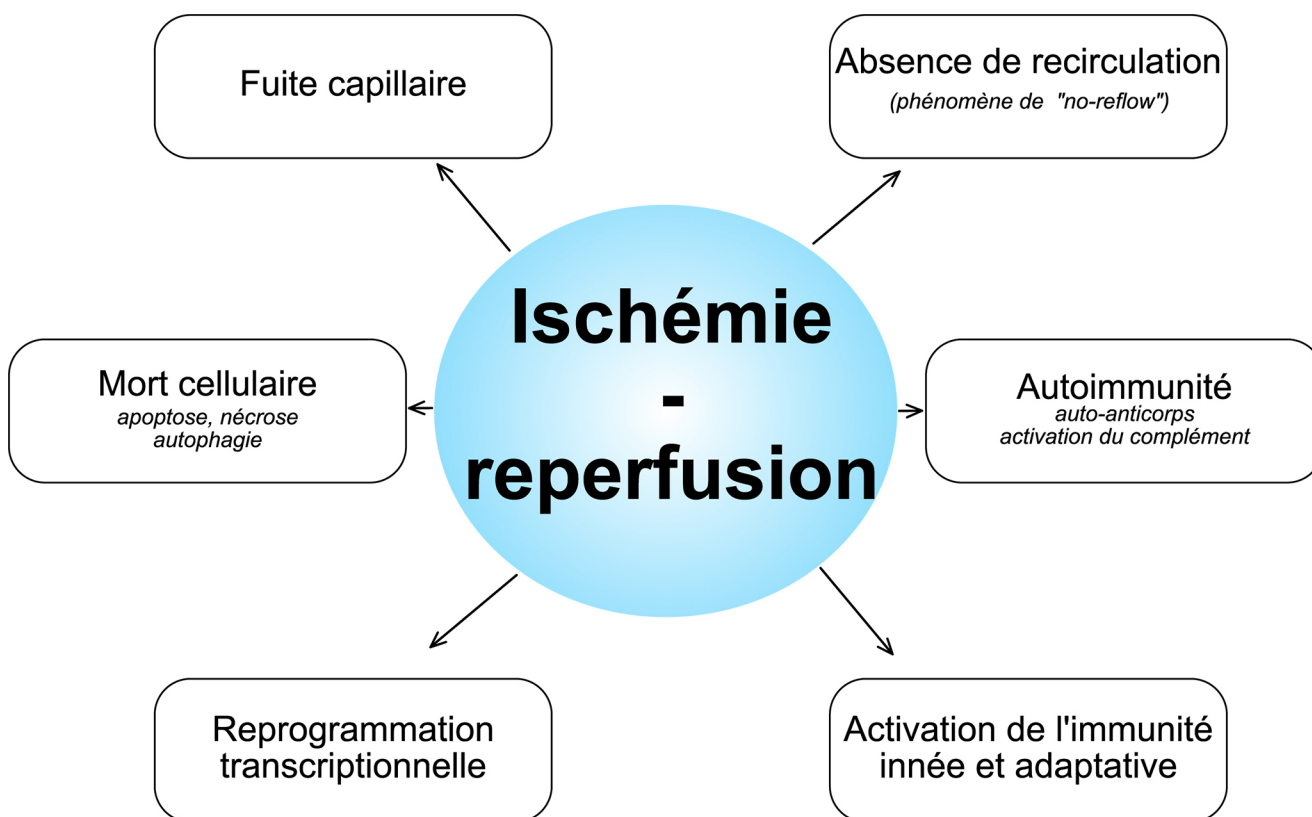 Fuite capillaire
Absence de recirculation
(phénomène de "no-reflow")
Ischémie
-
reperfusion
Mort cellulaire
apoptose, nécrose
autophagie
Autoimmunité
auto-anticorps
activation du complément
Reprogrammation
transcriptionnelle
Activation de l'immunité
innée et adaptative